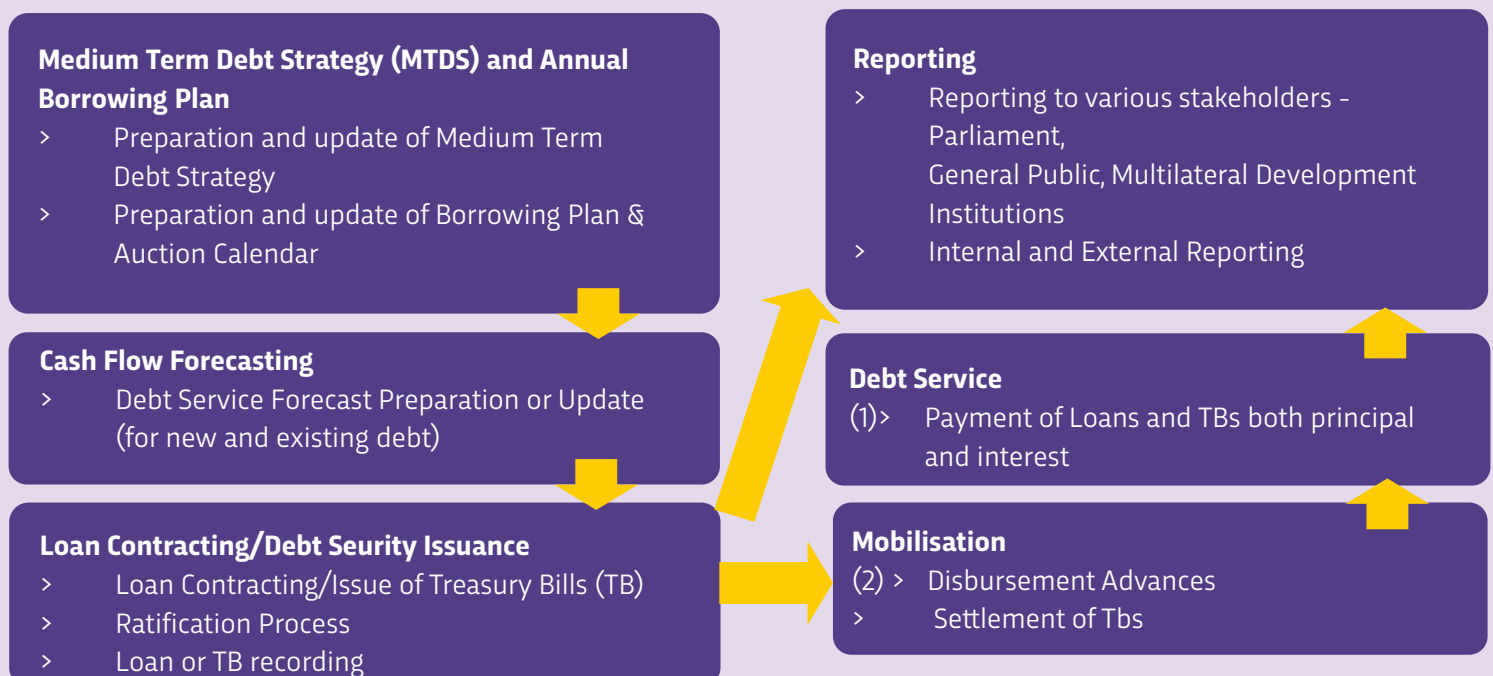 Medium Term Debt Strategy (MTDS) and Annual
Borrowing Plan
> Preparation and update of Medium Term
Debt Strategy
> Preparation and update of Borrowing Plan &
Auction Calendar
Cash Flow Forecasting
> Debt Service Forecast Preparation or Update
(for new and existing debt)
Loan Contracting/Debt Seurity Issuance
> Loan Contracting/Issue of Treasury Bills (TB)
> Ratification Process
> Loan or TB recording
Reporting
> Reporting to various stakeholders -
Parliament,
General Public, Multilateral Development
Institutions
> Internal and External Reporting
Debt Service
(1)> Payment of Loans and TBs both principal
and interest
Mobilisation
(2) > Disbursement Advances
> Settlement of Tbs